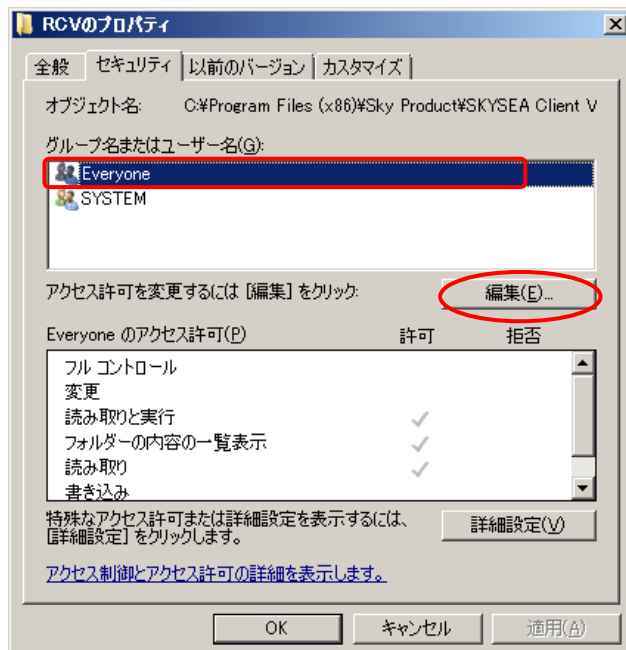 RCVのプロパティ
全般 セキュリティ 以前のバージョン カスタマイズ
オブジェクト名: C:¥Program Files (x86)¥Sky Product¥SKYSEA Client V
グループ名またはユーザー名(G):
Everyone
SYSTEM
アクセス許可を変更するには [編集] をクリック: 編集(E)...
Everyone のアクセス許可(P) 許可 拒否
フル コントロール
変更
読み取りと実行
フォルダーの内容の一覧表示
読み取り
書き込み
特殊なアクセス許可または詳細設定を表示するには、 詳細設定(V)
[詳細設定] をクリックします。
アクセス制御とアクセス許可の詳細を表示します。
OK キャンセル 適用(A)